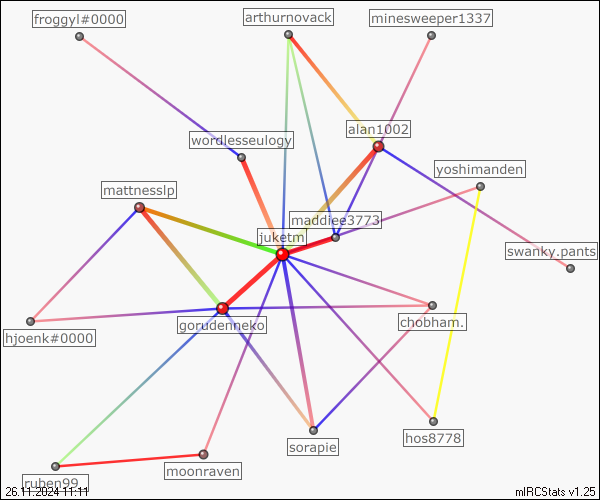 froggyl#0000
arthurnovack
minesweeper1337
alan1002
wordlesseulogy
yoshimanden
mattnesslp
maddiee3773
juketm
swanky.pants
gorudenneko
chobham.
hjoenk#0000
hos8778
sorapie
moonraven
ruben99_
26.11.2024 11:11
mIRCStats v1.25